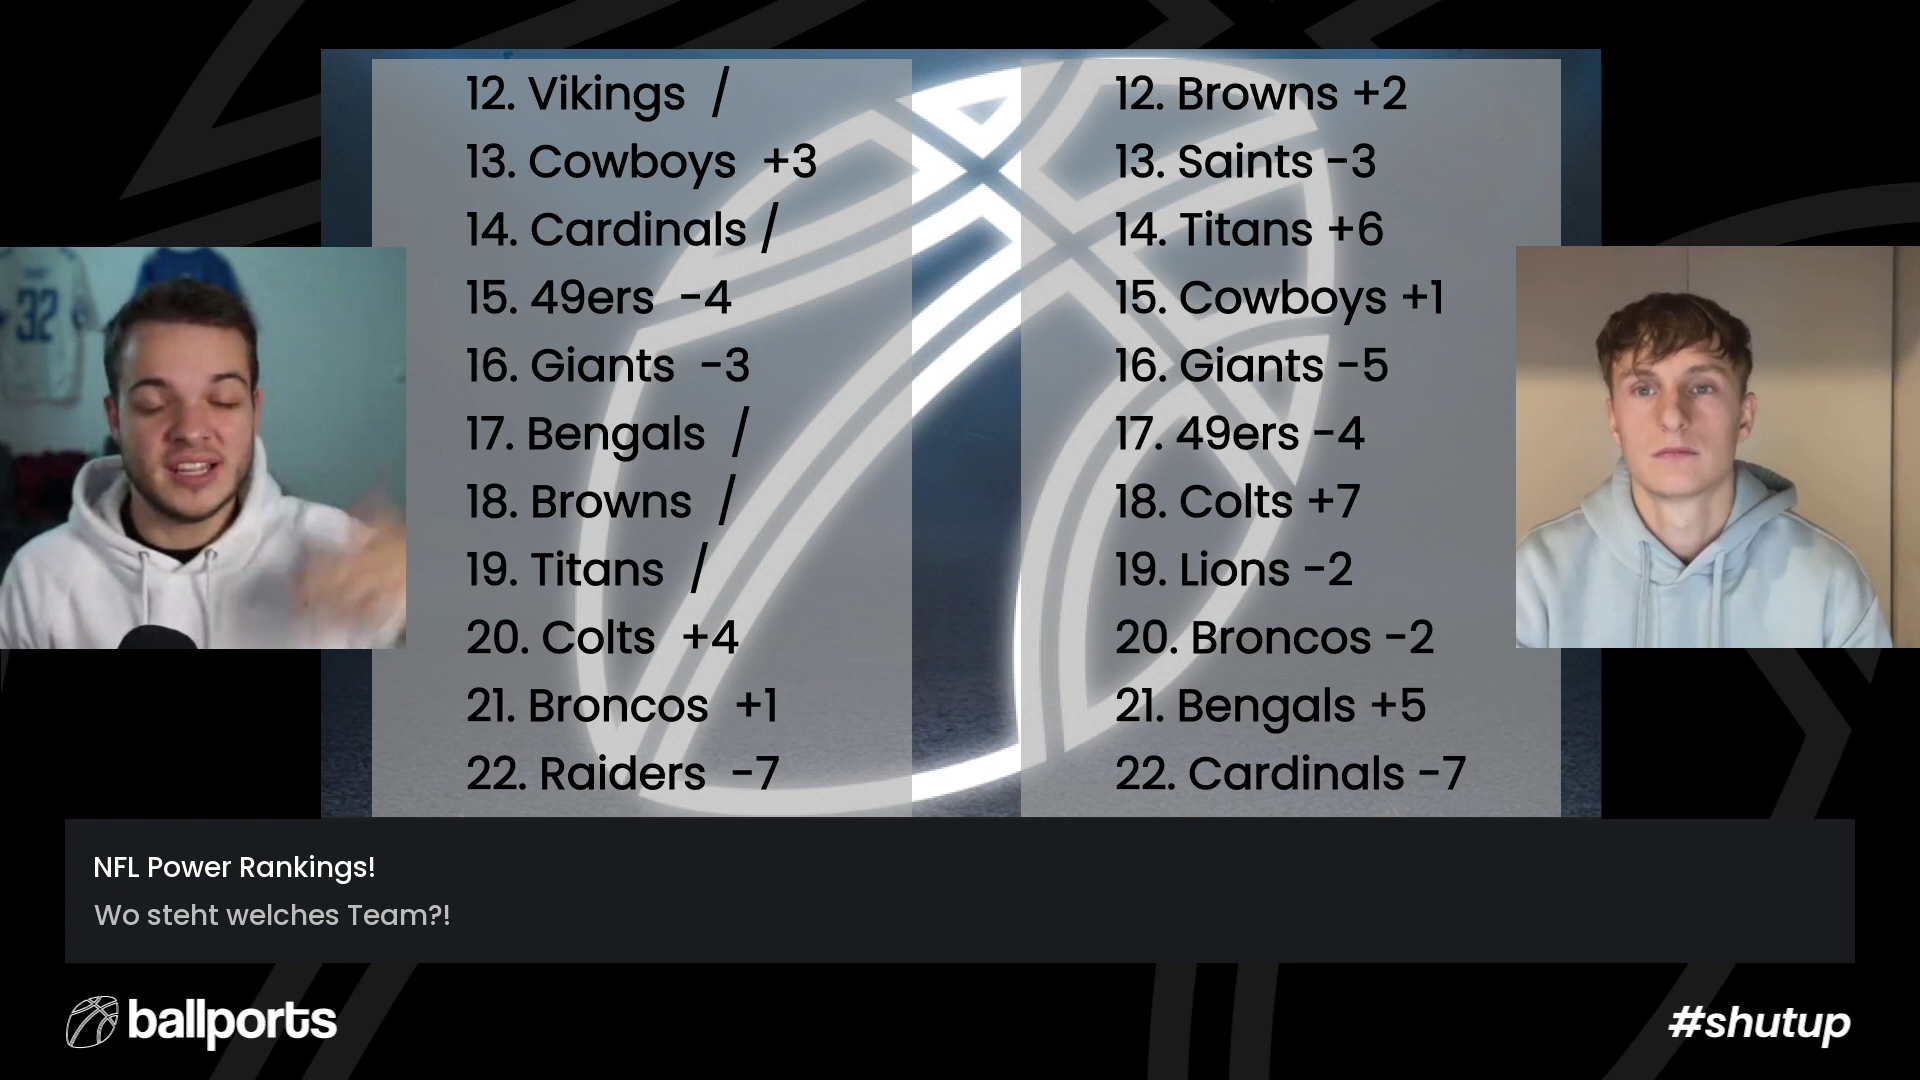 12. Vikings /
13. Cowboys +3
14. Cardinals /
15. 49ers -4
16. Giants -3
17. Bengals /
18. Browns /
19. Titans /
20. Colts +4
21. Broncos +1
22. Raiders -7
12. Browns +2
13. Saints -3
14. Titans +6
15. Cowboys +1
16. Giants -5
17. 49ers -4
18. Colts +7
19. Lions -2
20. Broncos -2
21. Bengals +5
22. Cardinals -7
32
NFL Power Rankings!
Wo steht welches Team?!
ballports
#shutup